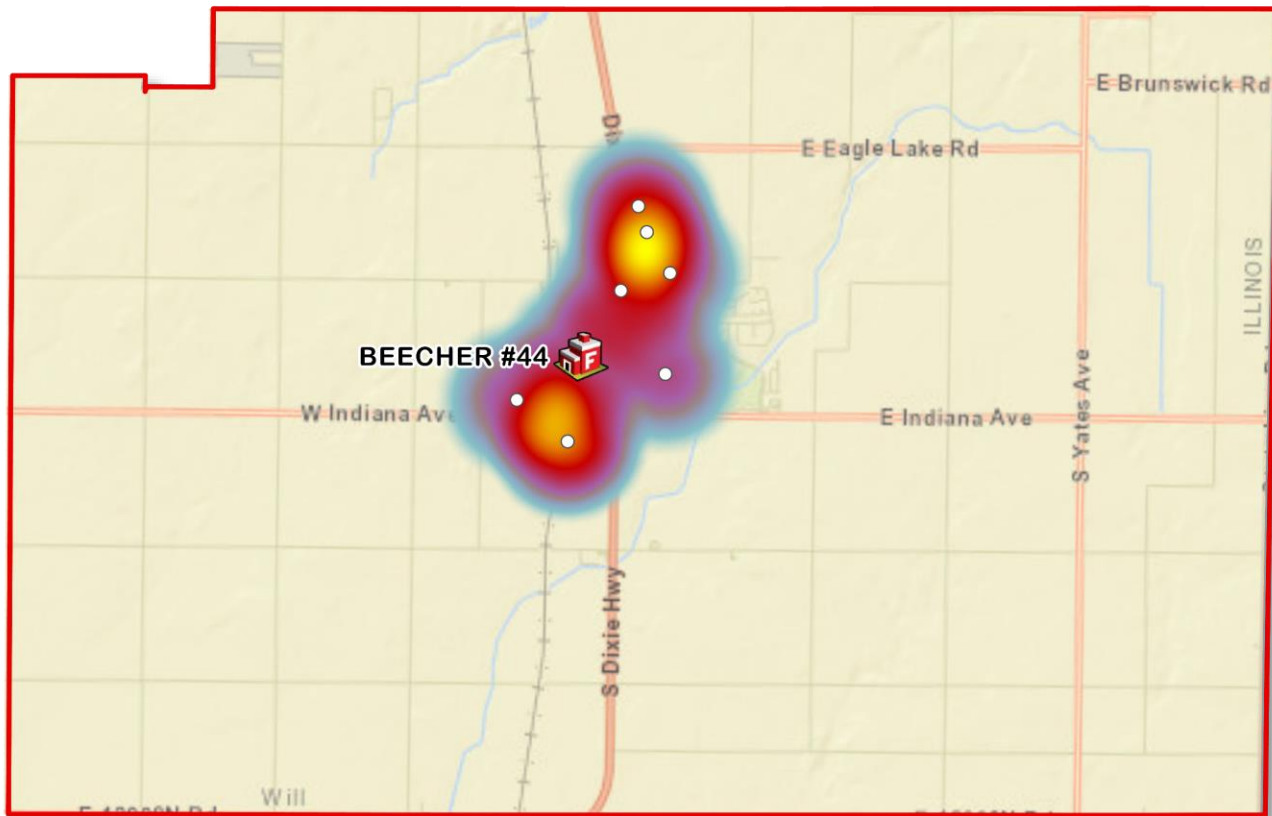 E Brunswick Rd
E Eagle Lake Rd
ILLINOIS
BEECHER #44
F
W Indiana Ave
E Indiana Ave
S Yates Ave
S Dixie Hwy
Will